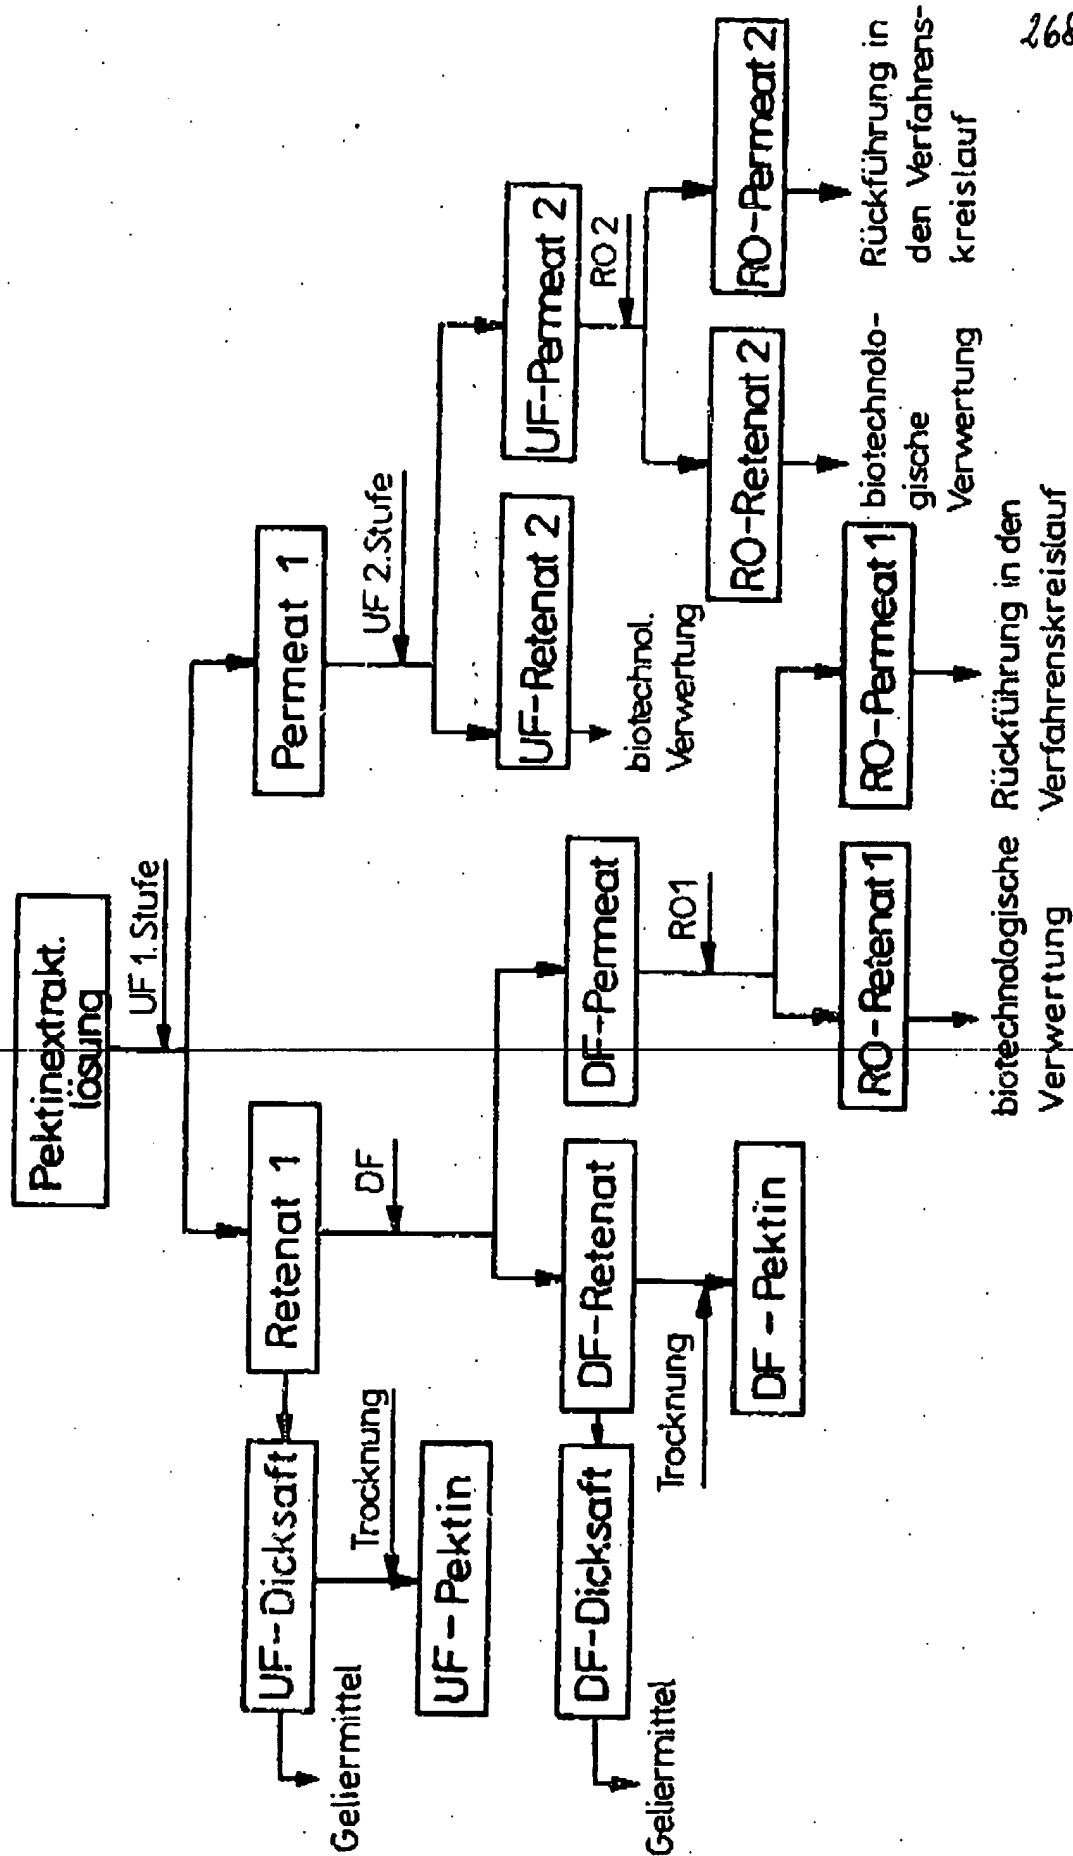 268
Pektinextrakt.
lösung
UF 1. Stufe
Retenat 1
Permeat 1
UF-Dicksaft
DF
UF 2. Stufe
Geliermittel
Trocknung
UF-Pektin
DF-Dicksaft
DF-Retenat
DF-Permeat
UF-Retenat 2
UF-Permeat 2
Geliermittel
Trocknung
DF-Pektin
RO1
biotechnol.
Verwertung
RO 2
RO-Retenat 2
RO-Permeat 2
RO-Retenat 1
RO-Permeat 1
biotechnolo-
gische
Verwertung
Rückführung in
den Verfahrens-
kreislauf
biotechnologische
Verwertung
Rückführung in den
Verfahrenskreislauf